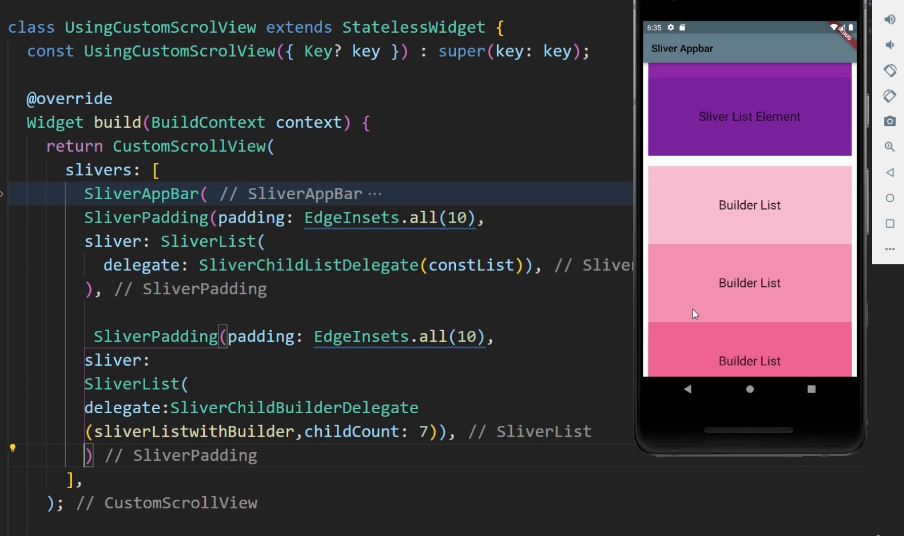 class UsingCustomScrolView extends StatelessWidget {
const UsingCustomScrolView({ Key? key }) : super(key: key);
@override
Widget build(BuildContext context) {
return CustomScrollView(
slivers: [
SliverAppBar( // SliverAppBar ···
SliverPadding(padding: EdgeInsets.all(10),
sliver: SliverList(
delegate: SliverChildListDelegate(constList)), // Sliver
), // SliverPadding
SliverPadding(padding: EdgeInsets.all(10),
sliver:
SliverList(
delegate:SliverChildBuilderDelegate
(sliverListwithBuilder,childCount: 7)), // SliverList
) // SliverPadding
],
); // CustomScrollView
6:35
Sliver Appbar
Sliver List Element
Builder List
Builder List
Builder List